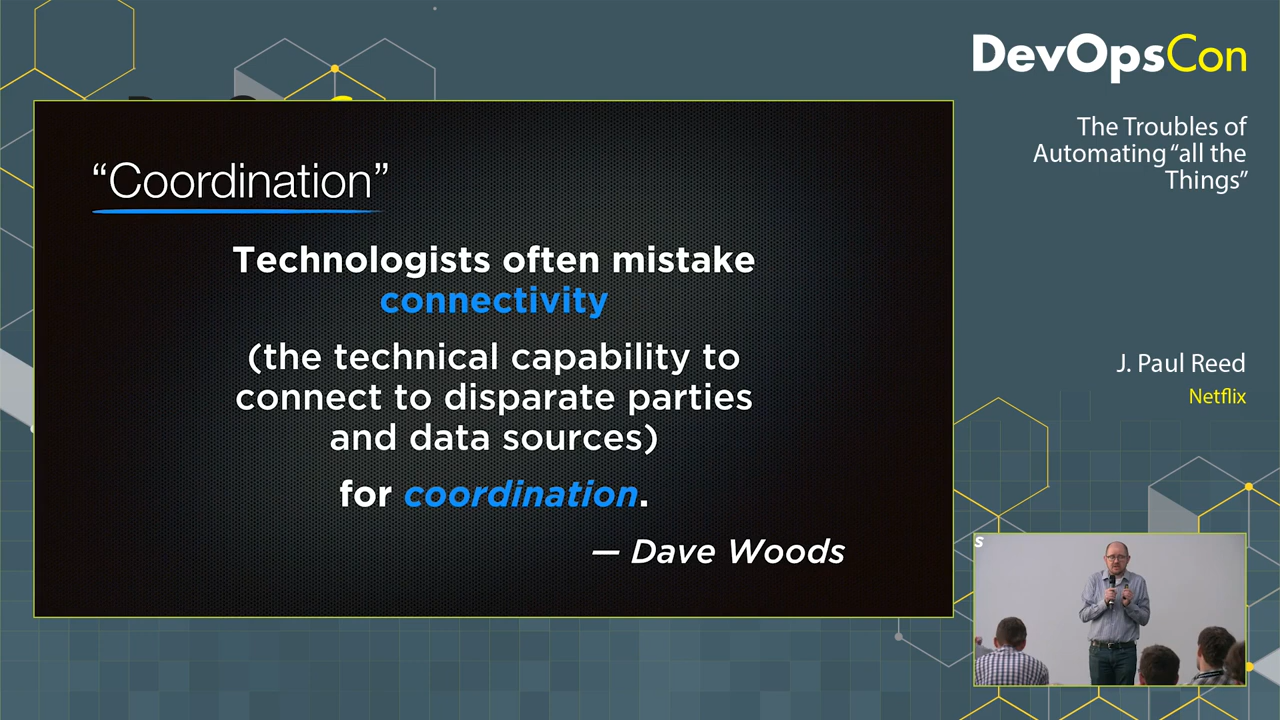 DevOpsCon
The Troubles of
Automating “all the
Things”
J. Paul Reed
Netflix
“Coordination”
Technologists often mistake
connectivity
(the technical capability to
connect to disparate parties
and data sources)
for coordination.
— Dave Woods
s